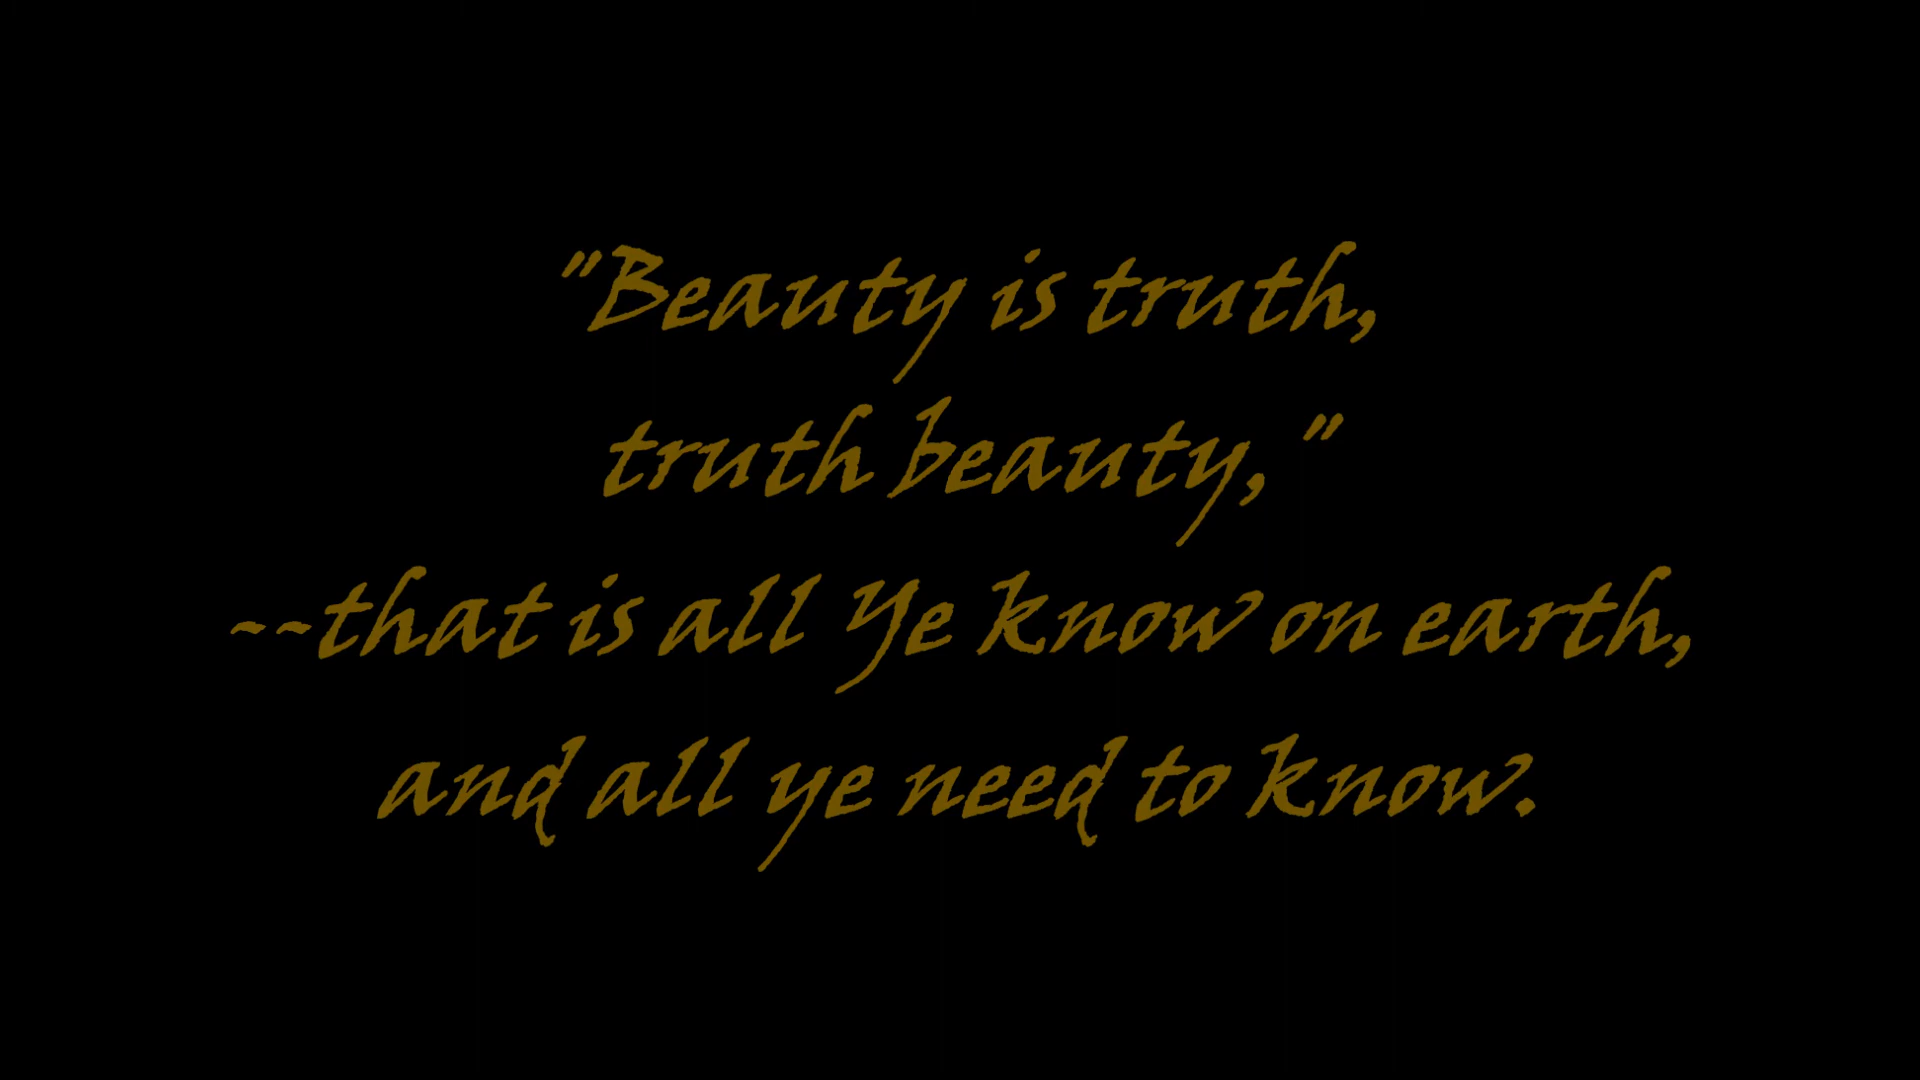 "Beauty is truth,
truth beauty,"
--that is all Ye know on earth,
and all ye need to know.